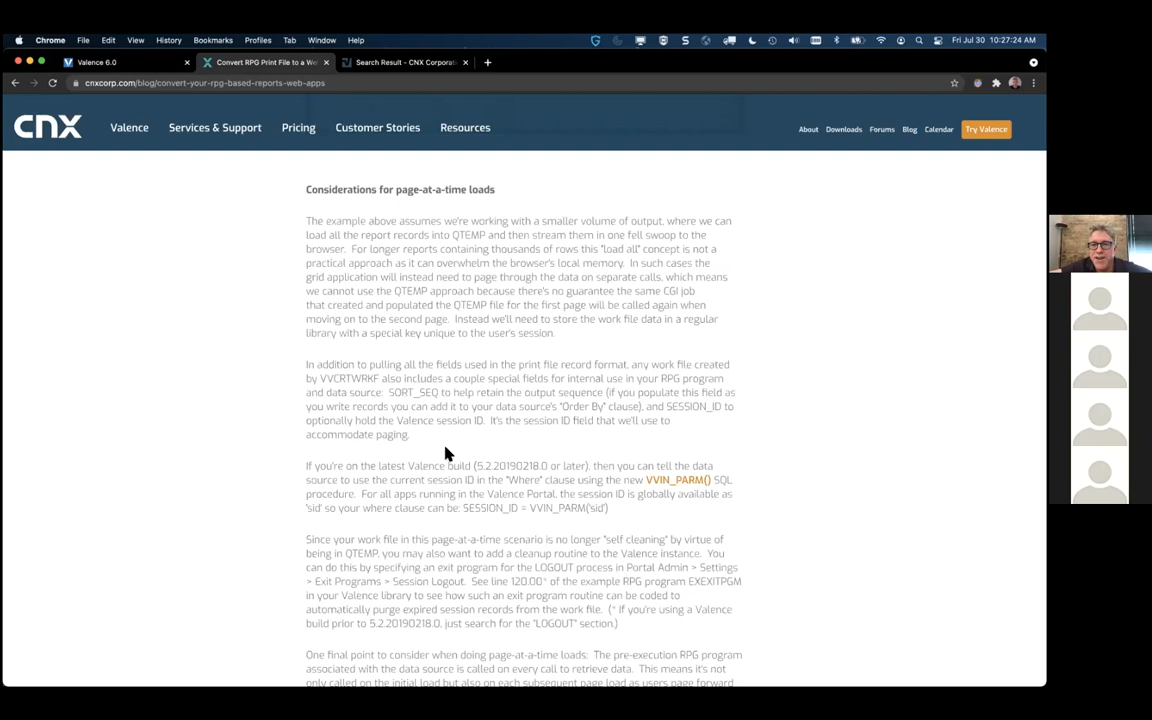 Chrome File Edit View History Bookmarks Profiles Tab Window Help Fri Jul 30 10:27:24 AM
Valence 6.0 Convert RPG Print File to a We Search Result - CNX Corporati
cnxcorp.com/blog/convert-your-rpg-based-reports-web-apps
cnx Valence Services & Support Pricing Customer Stories Resources About Downloads Forums Blog Calendar Try Valence
Considerations for page-at-a-time loads
The example above assumes we're working with a smaller volume of output, where we can
load all the report records into QTEMP and then stream them in one fell swoop to the
browser. For longer reports containing thousands of rows this "load all" concept is not a
practical approach as it can overwhelm the browser's local memory. In such cases the
grid application will instead need to page through the data on separate calls, which means
we cannot use the QTEMP approach because there's no guarantee the same CGI job
that created and populated the QTEMP file for the first page will be called again when
moving on to the second page. Instead we'll need to store the work file data in a regular
library with a special key unique to the user's session.
In addition to pulling all the fields used in the print file record format, any work file created
by VVCRTWRKF also includes a couple special fields for internal use in your RPG program
and data source: SORT_SEQ to help retain the output sequence (if you populate this field as
you write records you can add it to your data source's "Order By" clause), and SESSION_ID to
optionally hold the Valence session ID. It's the session ID field that we'll use to
accommodate paging.
If you're on the latest Valence build (5.2.20190218.0 or later), then you can tell the data
source to use the current session ID in the "Where" clause using the new VVIN_PARM() SQL
procedure. For all apps running in the Valence Portal, the session ID is globally available as
'sid' so your where clause can be: SESSION_ID = VVIN_PARM('sid')
Since your work file in this page-at-a-time scenario is no longer "self cleaning" by virtue of
being in QTEMP, you may also want to add a cleanup routine to the Valence instance. You
can do this by specifying an exit program for the LOGOUT process in Portal Admin > Settings
> Exit Programs > Session Logout. See line 120.00* of the example RPG program EXEXITPGM
in your Valence library to see how such an exit program routine can be coded to
automatically purge expired session records from the work file. (* If you're using a Valence
build prior to 5.2.20190218.0, just search for the "LOGOUT" section.)
One final point to consider when doing page-at-a-time loads: The pre-execution RPG program
associated with the data source is called on every call to retrieve data. This means it's not
only called on the initial load but also on each subsequent page load as users page forward